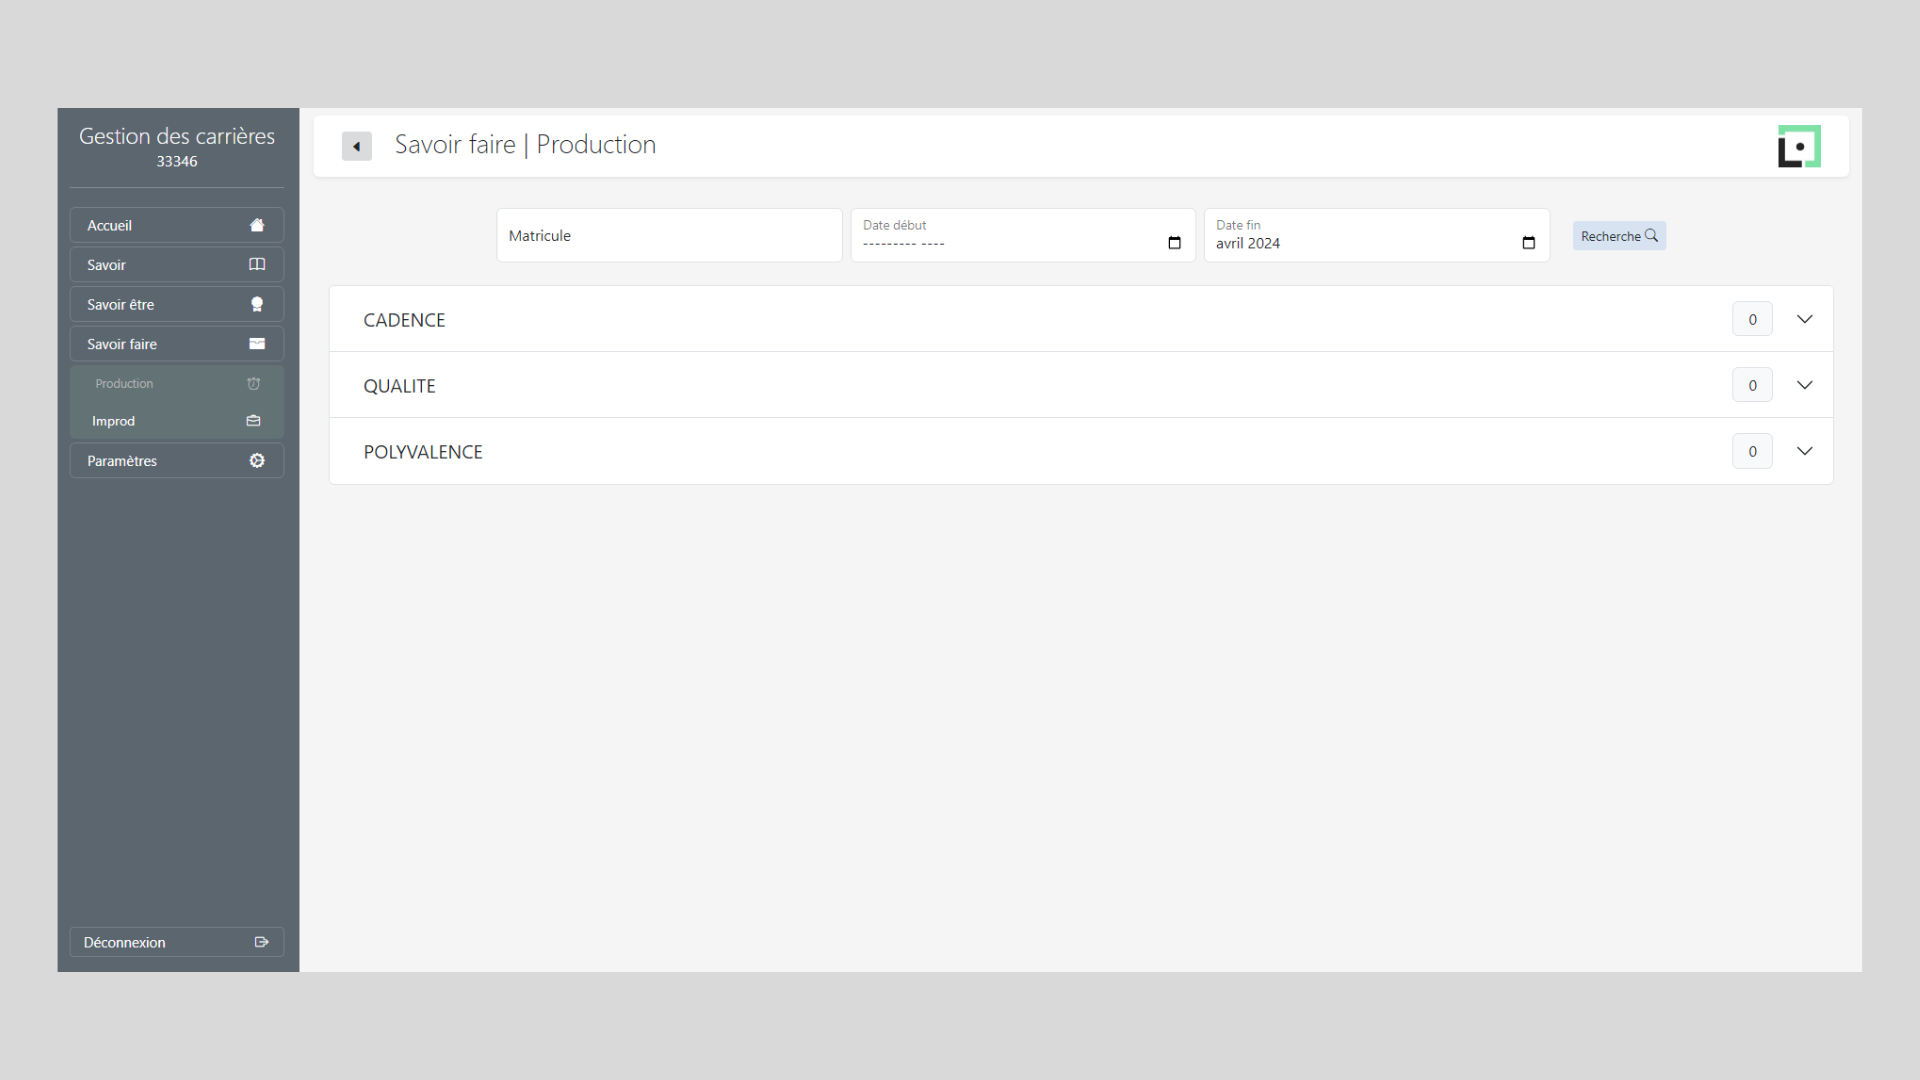 Gestion des carrières
33346
Accueil
Savoir
Savoir être
Savoir faire
Production
Improd
Paramètres
Déconnexion
Savoir faire | Production
Matricule
Date début
--------- ----
Date fin
avril 2024
Recherche
CADENCE
0
QUALITE
0
POLYVALENCE
0